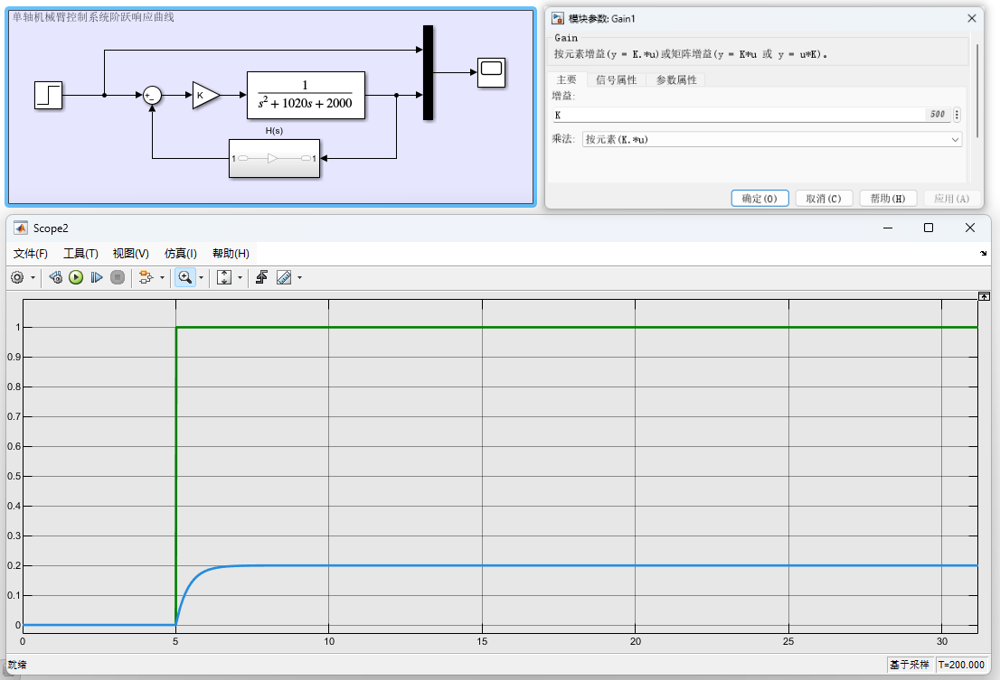 单轴机械臂控制系统阶跃响应曲线
K
1
s² + 1020s + 2000
H(s)
1
1
模块参数: Gain1
Gain
按元素增益(y = K.*u)或矩阵增益(y = K*u 或 y = u*K)。
主要 信号属性 参数属性
增益:
K 500
乘法: 按元素(K.*u)
确定(O) 取消(C) 帮助(H) 应用(A)
Scope2
文件(F) 工具(T) 视图(V) 仿真(I) 帮助(H)
1
0.9
0.8
0.7
0.6
0.5
0.4
0.3
0.2
0.1
0
0 5 10 15 20 25 30
就绪 基于采样 T=200.000